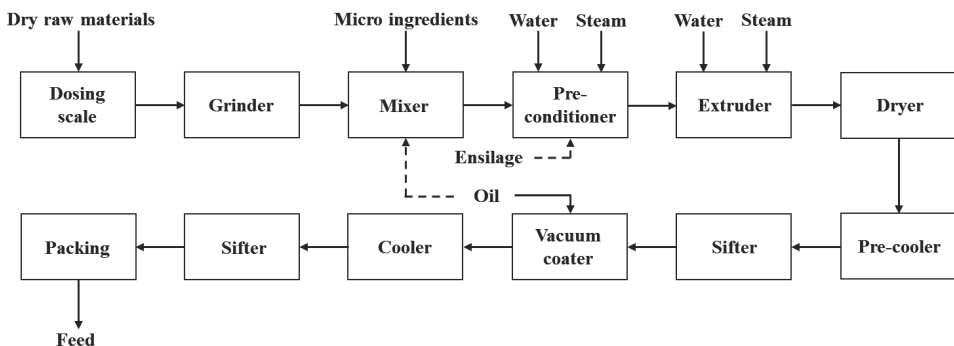 Dry raw materials
Micro ingredients
Water
Steam
Water
Steam
Dosing
scale
Grinder
Mixer
Pre-
conditioner
Extruder
Dryer
Ensilage
Oil
Packing
Sifter
Cooler
Vacuum
coater
Sifter
Pre-cooler
Feed